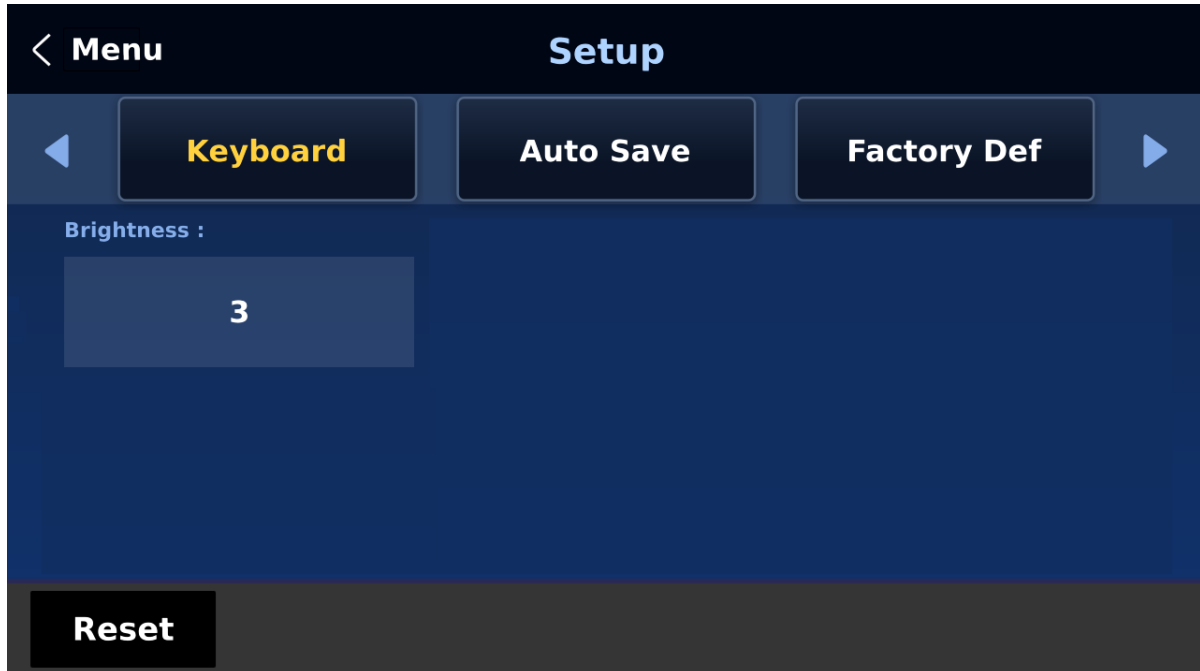 Menu
Setup
Keyboard
Auto Save
Factory Def
Brightness :
3
Reset